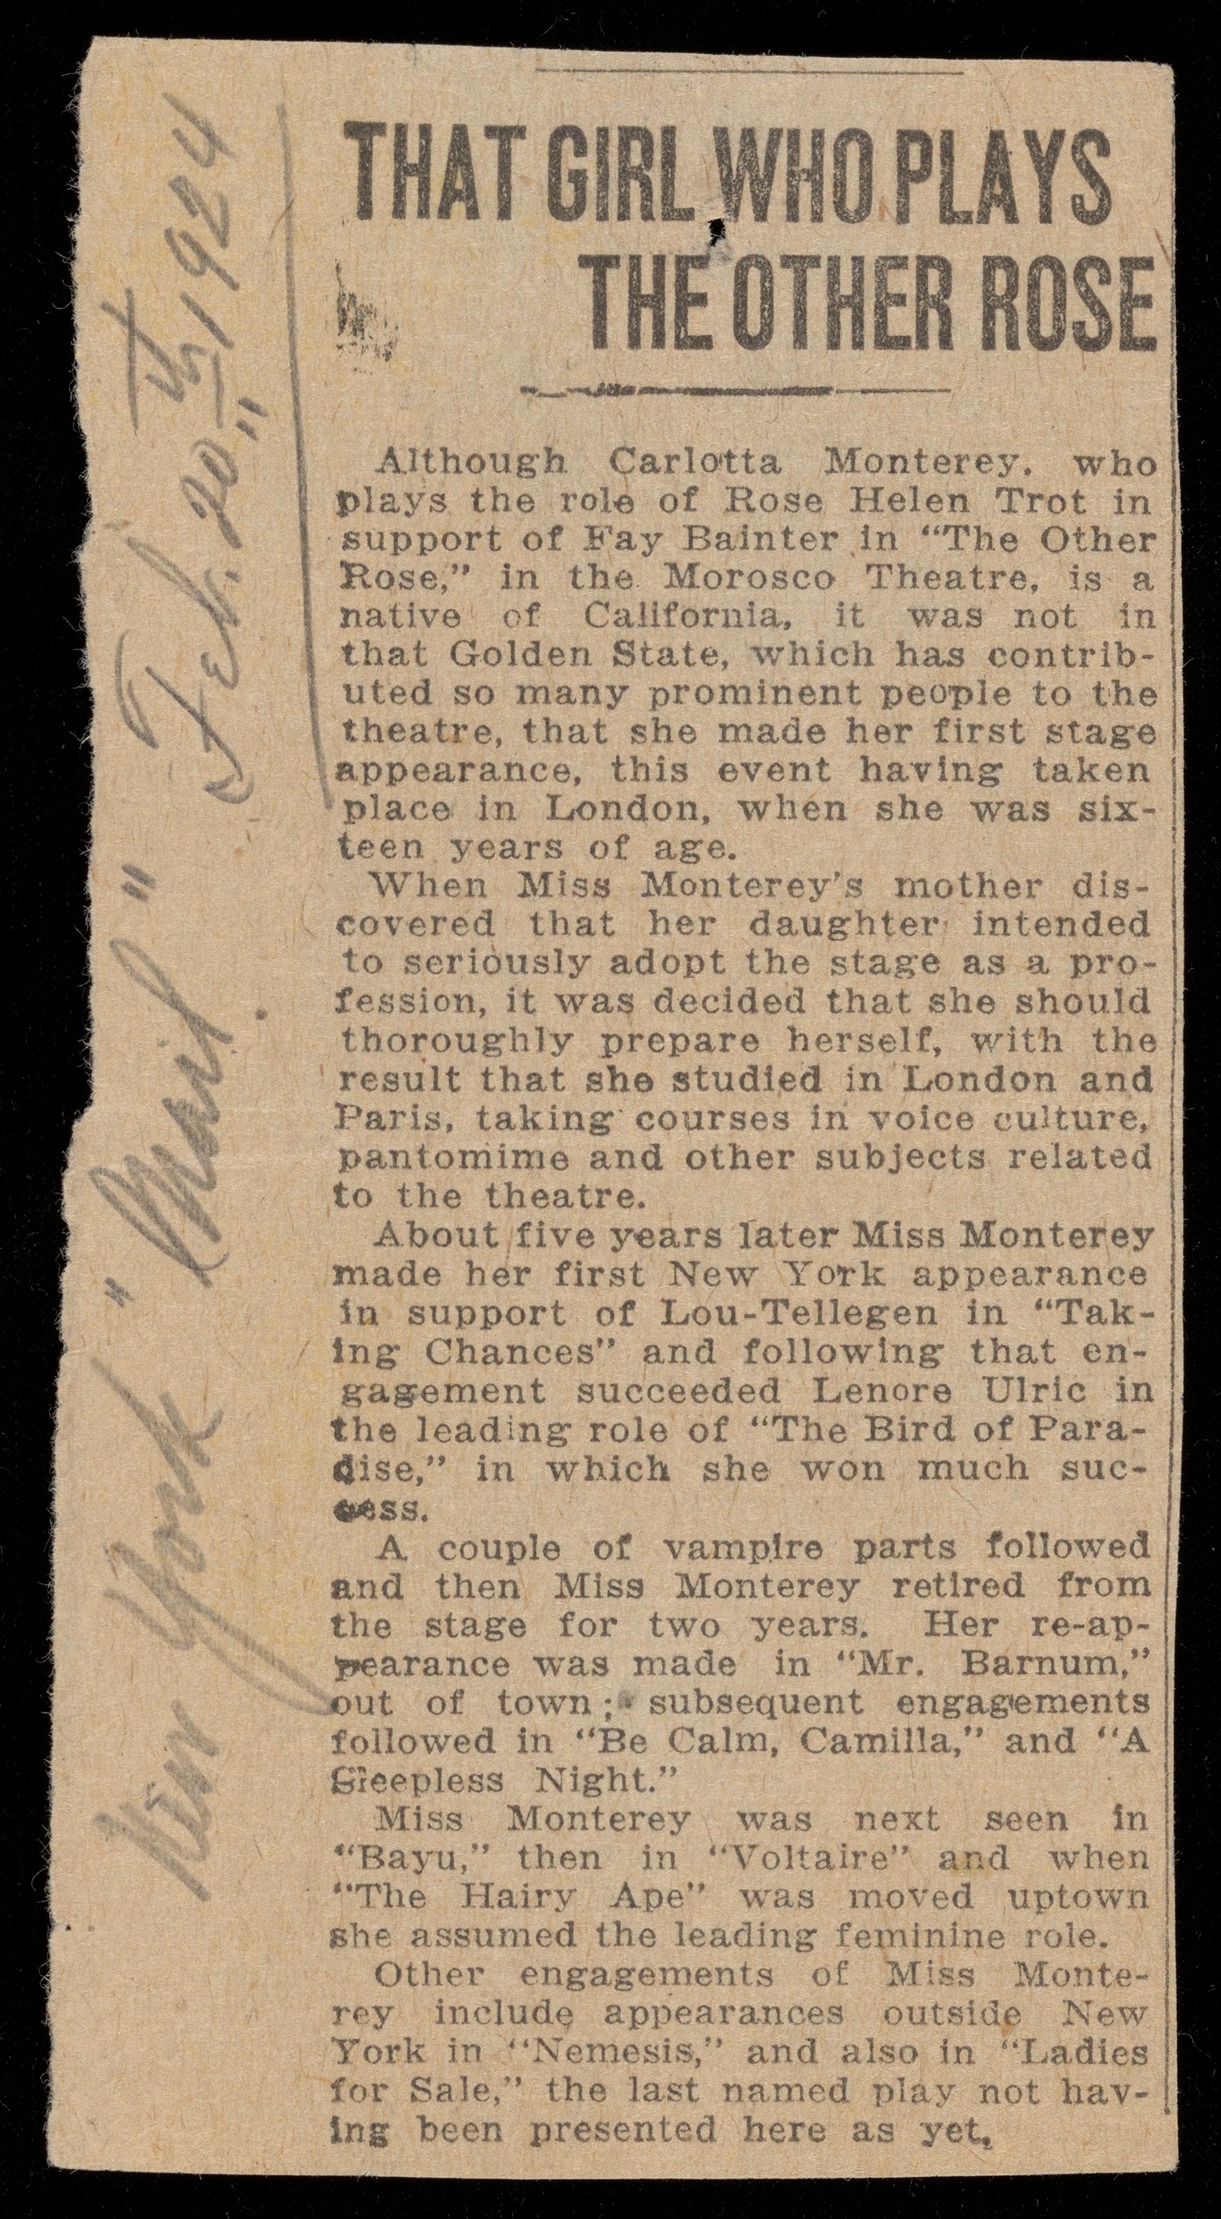 New York "Mail" Feb. 20th 1924
THAT GIRL WHO PLAYS
THE OTHER ROSE
Although Carlotta Monterey, who
plays the role of Rose Helen Trot in
support of Fay Bainter in "The Other
Rose," in the Morosco Theatre, is a
native of California, it was not in
that Golden State, which has contrib-
uted so many prominent people to the
theatre, that she made her first stage
appearance, this event having taken
place in London, when she was six-
teen years of age.
When Miss Monterey's mother dis-
covered that her daughter intended
to seriously adopt the stage as a pro-
fession, it was decided that she should
thoroughly prepare herself, with the
result that she studied in London and
Paris, taking courses in voice culture,
pantomime and other subjects related
to the theatre.
About five years later Miss Monterey
made her first New York appearance
in support of Lou-Tellegen in "Tak-
ing Chances" and following that en-
gagement succeeded Lenore Ulric in
the leading role of "The Bird of Para-
dise," in which she won much suc-
cess.
A couple of vampire parts followed
and then Miss Monterey retired from
the stage for two years. Her re-ap-
pearance was made in "Mr. Barnum,"
out of town; subsequent engagements
followed in "Be Calm, Camilla," and "A
Sleepless Night."
Miss Monterey was next seen in
"Bayu," then in "Voltaire" and when
"The Hairy Ape" was moved uptown
she assumed the leading feminine role.
Other engagements of Miss Monte-
rey include appearances outside New
York in "Nemesis," and also in "Ladies
for Sale," the last named play not hav-
ing been presented here as yet.